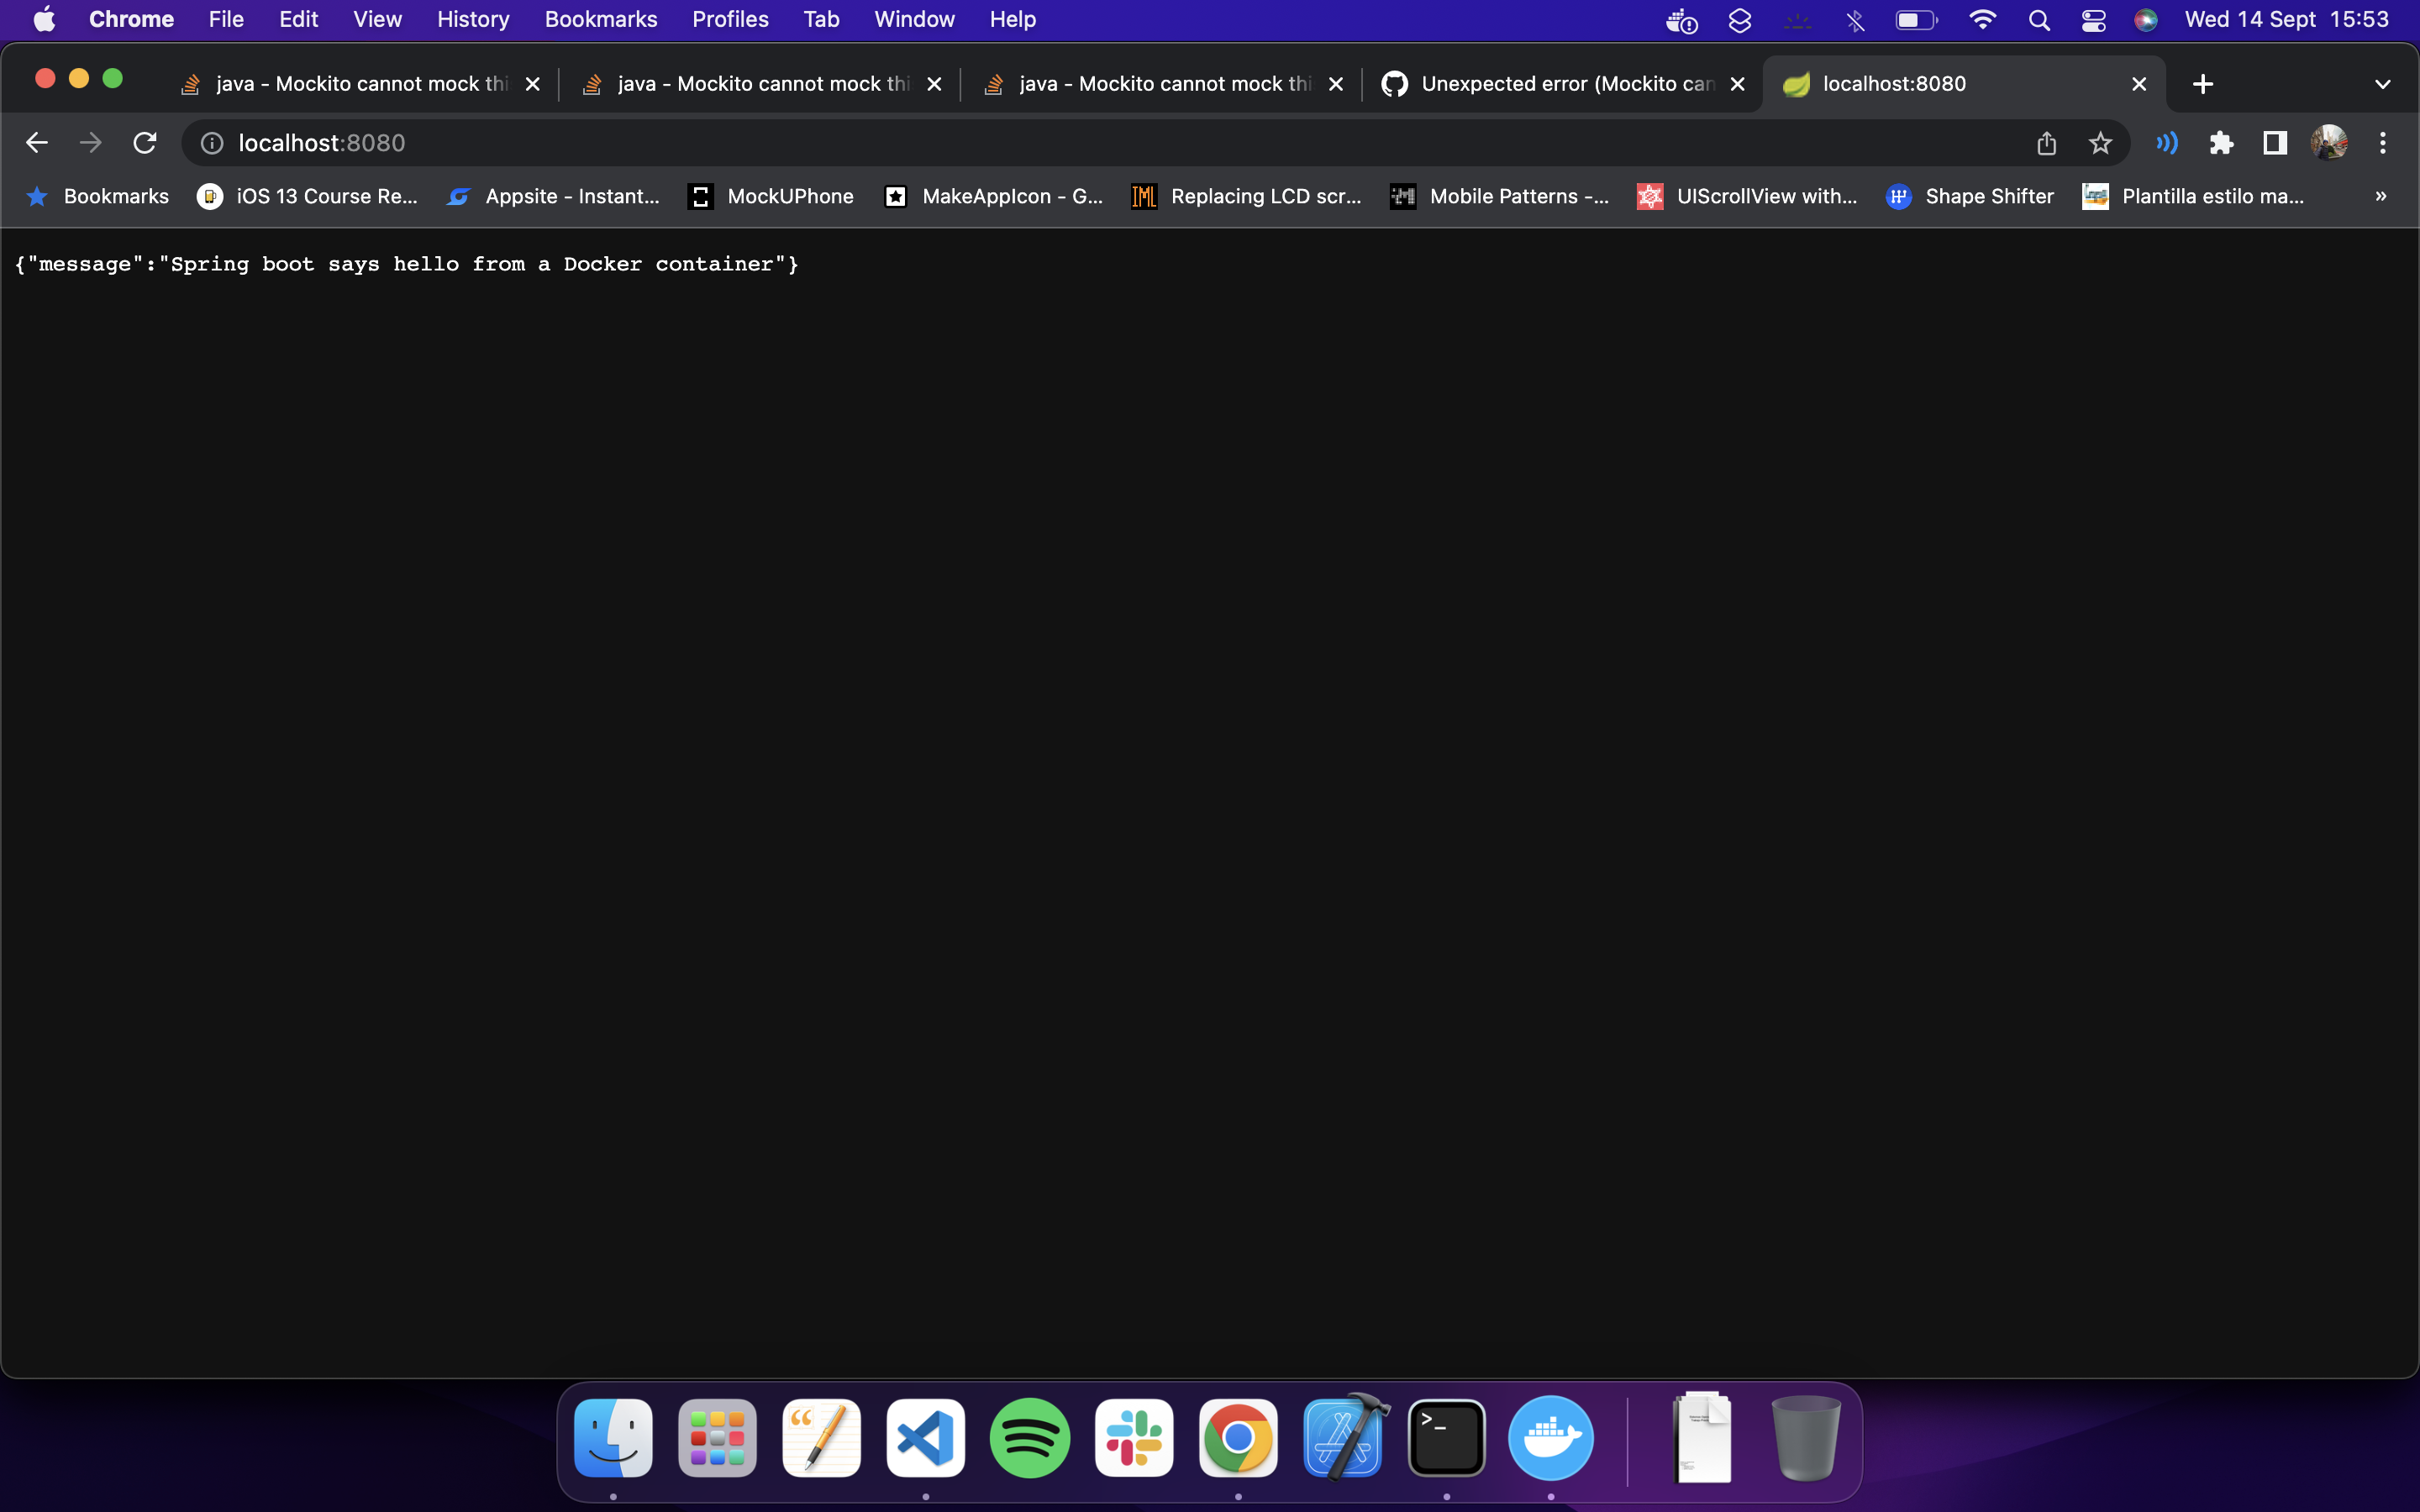 Chrome File Edit View History Bookmarks Profiles Tab Window Help Wed 14 Sept 15:53
java - Mockito cannot mock thi java - Mockito cannot mock thi java - Mockito cannot mock thi Unexpected error (Mockito can localhost:8080
localhost:8080
Bookmarks iOS 13 Course Re... Appsite - Instant... MockUPhone MakeAppIcon - G... IML Replacing LCD scr... Mobile Patterns -... UIScrollView with... Shape Shifter Plantilla estilo ma... »
{"message":"Spring boot says hello from a Docker container"}
>_